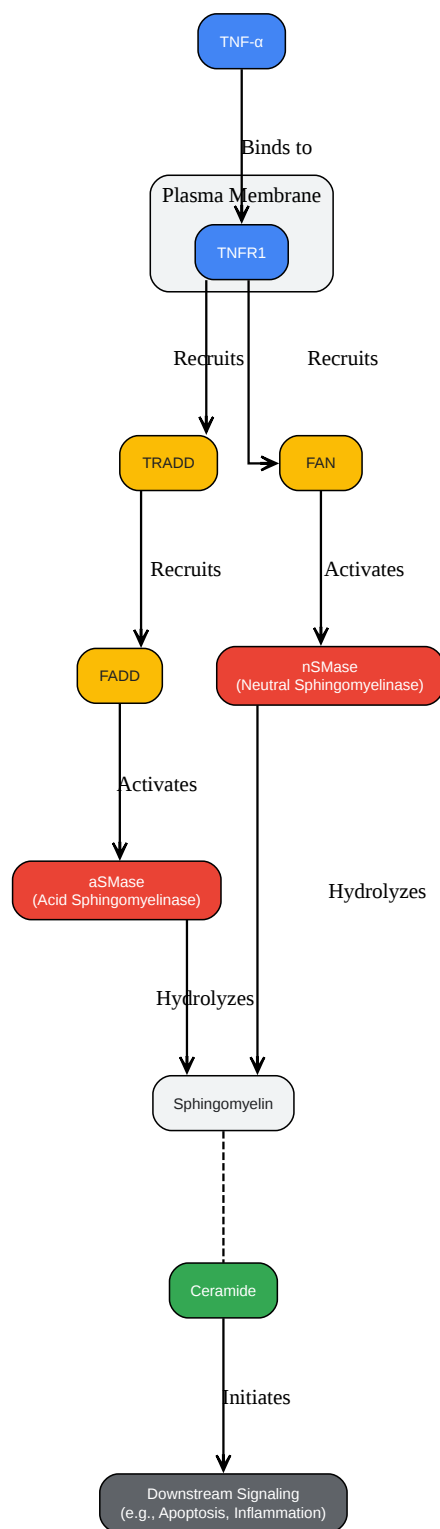 TNF-α
Binds to
Plasma Membrane
TNFR1
Recruits
Recruits
TRADD
FAN
Recruits
Activates
FADD
nSMase
(Neutral Sphingomyelinase)
Activates
aSMase
(Acid Sphingomyelinase)
Hydrolyzes
Hydrolyzes
Sphingomyelin
Ceramide
Initiates
Downstream Signaling
(e.g., Apoptosis, Inflammation)